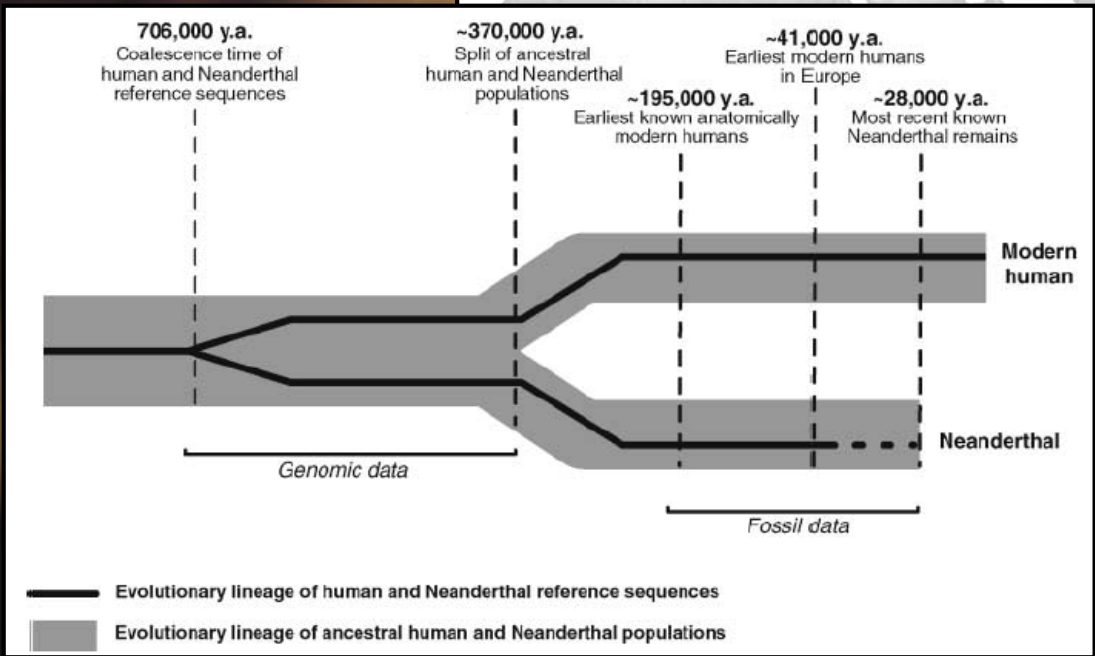 706,000 y.a.
Coalescence time of
human and Neanderthal
reference sequences
~370,000 y.a.
Split of ancestral
human and Neanderthal
populations
~195,000 y.a.
Earliest known anatomically
modern humans
~41,000 y.a.
Earliest modern humans
in Europe
~28,000 y.a.
Most recent known
Neanderthal remains
Modern
human
Neanderthal
Genomic data
Fossil data
Evolutionary lineage of human and Neanderthal reference sequences
Evolutionary lineage of ancestral human and Neanderthal populations